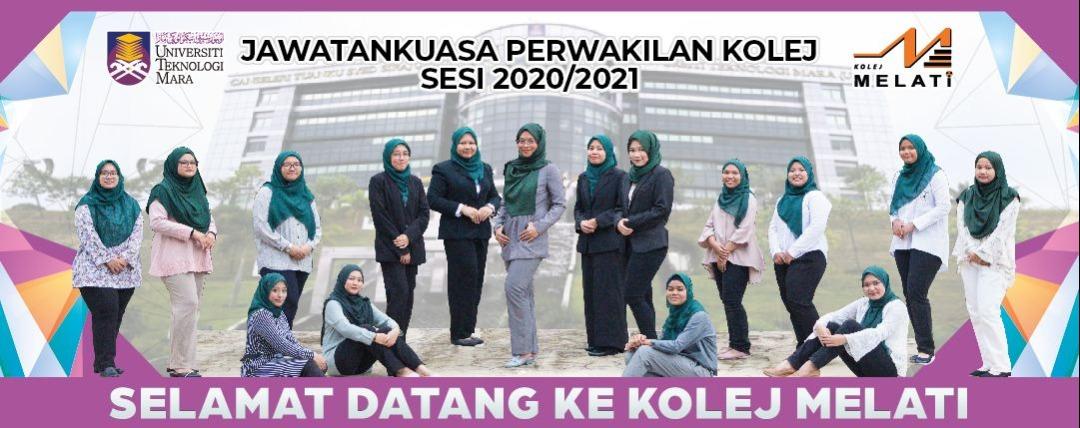 UNIVERSITI
TEKNOLOGI
MARA
JAWATANKUASA PERWAKILAN KOLEJ
SESI 2020/2021
KOLEJ
MELATi
SELAMAT DATANG KE KOLEJ MELATI